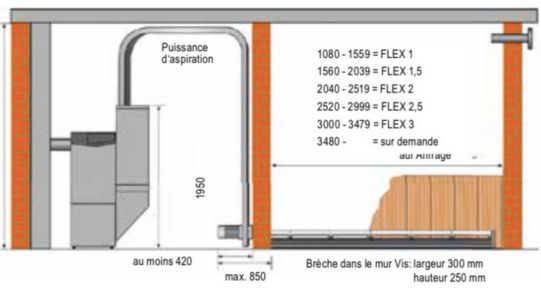 Puissance
d'aspiration
1080 - 1559 = FLEX 1
1560 - 2039 = FLEX 1,5
2040 - 2519 = FLEX 2
2520 - 2999 = FLEX 2,5
3000 - 3479 = FLEX 3
3480 - = sur demande
auf Anfrage
1950
au moins 420
max. 850
Brèche dans le mur Vis: largeur 300 mm
hauteur 250 mm